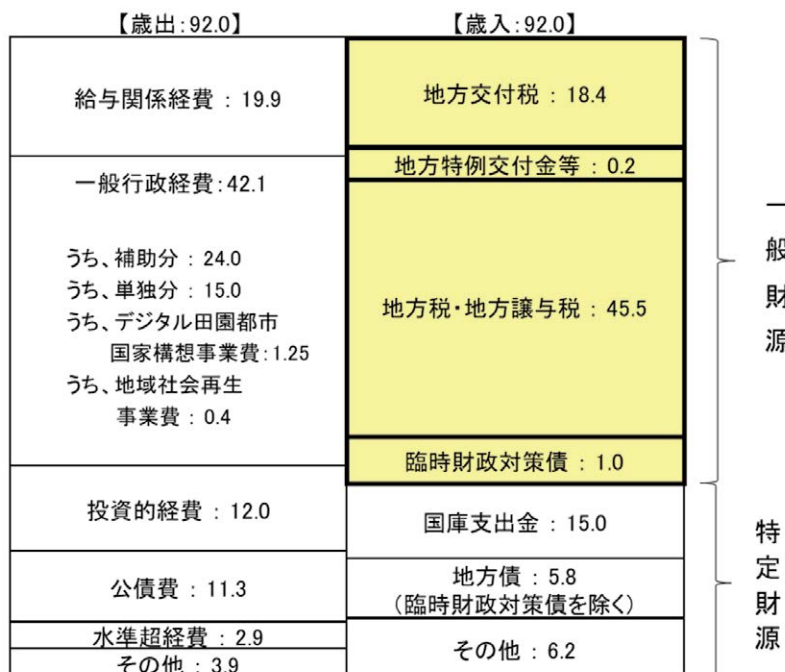 【歳出:92.0】
給与関係経費 : 19.9
一般行政経費:42.1
うち、補助分 : 24.0
うち、単独分 : 15.0
うち、デジタル田園都市
国家構想事業費:1.25
うち、地域社会再生
事業費 : 0.4
投資的経費 : 12.0
公債費 : 11.3
水準超経費 : 2.9
その他 : 3.9
【歳入:92.0】
地方交付税 : 18.4
地方特例交付金等 : 0.2
地方税・地方譲与税 : 45.5
臨時財政対策債 : 1.0
国庫支出金 : 15.0
地方債 : 5.8
(臨時財政対策債を除く)
その他 : 6.2
一般財源
特定財源